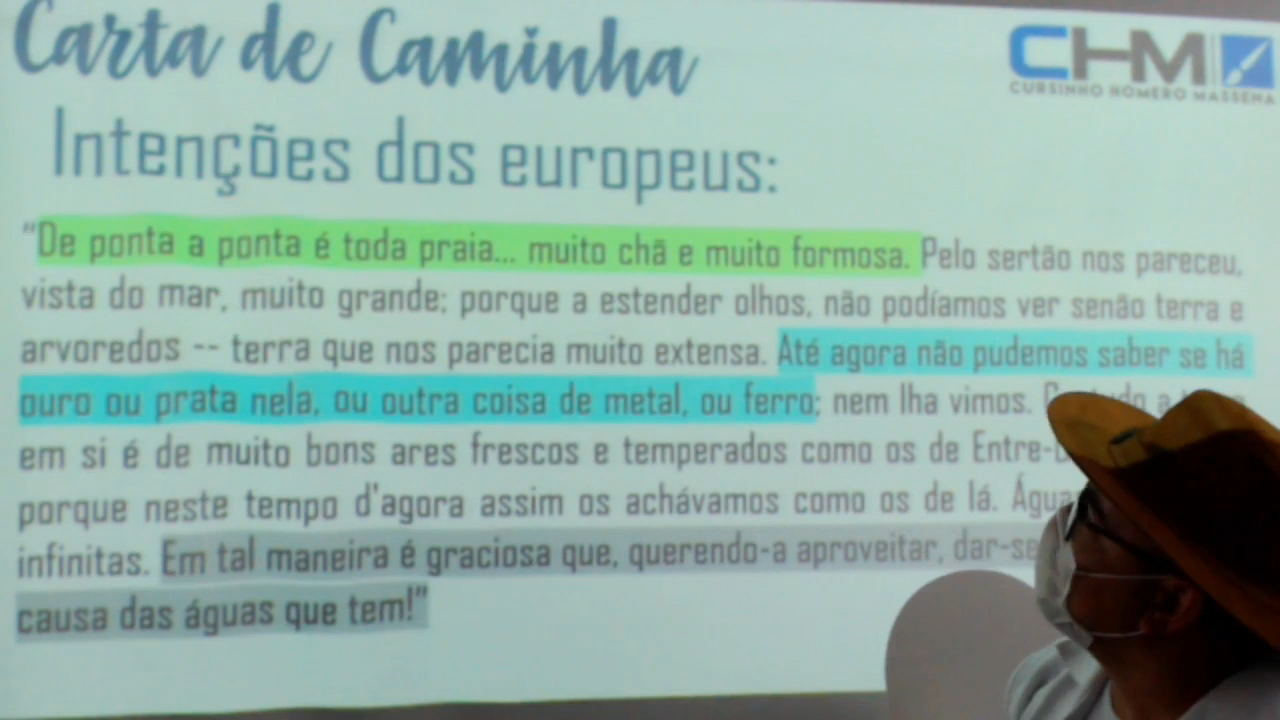 Carta de Caminha
CHM
CURSINHO HOMERO MASSENA
Intenções dos europeus:
"De ponta a ponta é toda praia... muito chã e muito formosa. Pelo sertão nos pareceu,
vista do mar, muito grande; porque a estender olhos, não podíamos ver senão terra e
arvoredos -- terra que nos parecia muito extensa. Até agora não pudemos saber se há
ouro ou prata nela, ou outra coisa de metal, ou ferro; nem lha vimos.
em si é de muito bons ares frescos e temperados como os de
porque neste tempo d'agora assim os achávamos como os de lá.
infinitas. Em tal maneira é graciosa que, querendo-a aproveitar, dar-se
causa das águas que tem!"